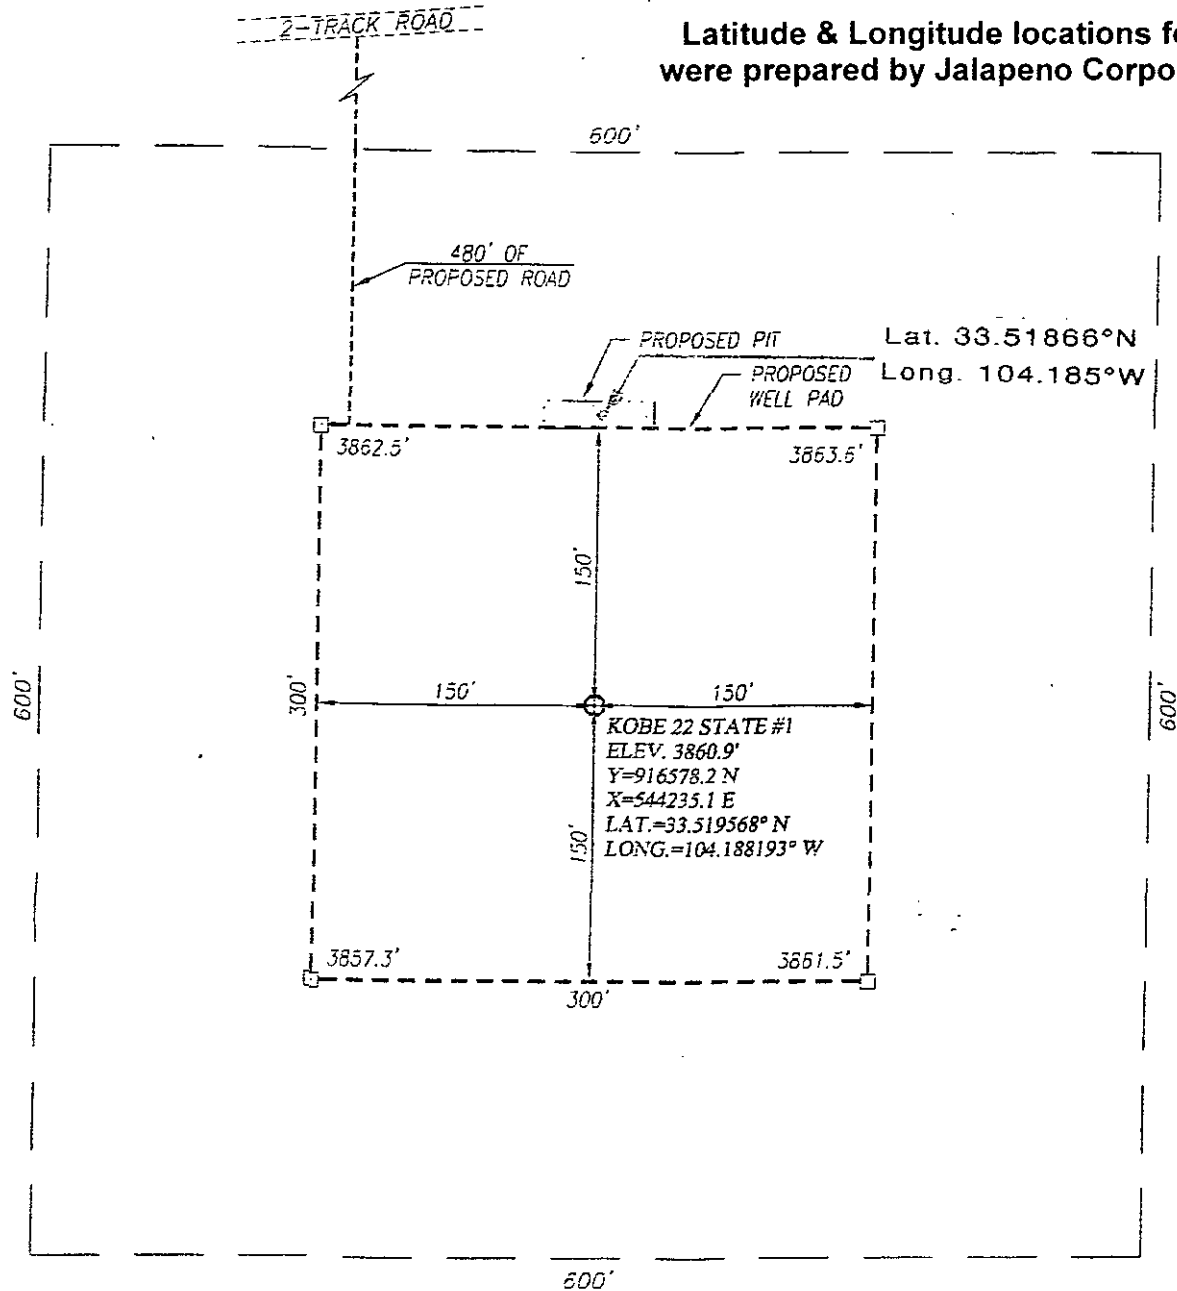 2-TRACK ROAD
Latitude & Longitude locations f
were prepared by Jalapeno Corpo
600'
480' OF
PROPOSED ROAD
PROPOSED PIT
Lat. 33.51866°N
PROPOSED
WELL PAD
Long. 104.185°W
3862.5'
3863.6'
150'
600'
300'
150'
150'
600'
KOBE 22 STATE #1
ELEV. 3860.9'
Y=916578.2 N
X=544235.1 E
LAT.=33.519568° N
LONG.=104.188193° W
150'
3857.3'
3861.5'
300'
600'